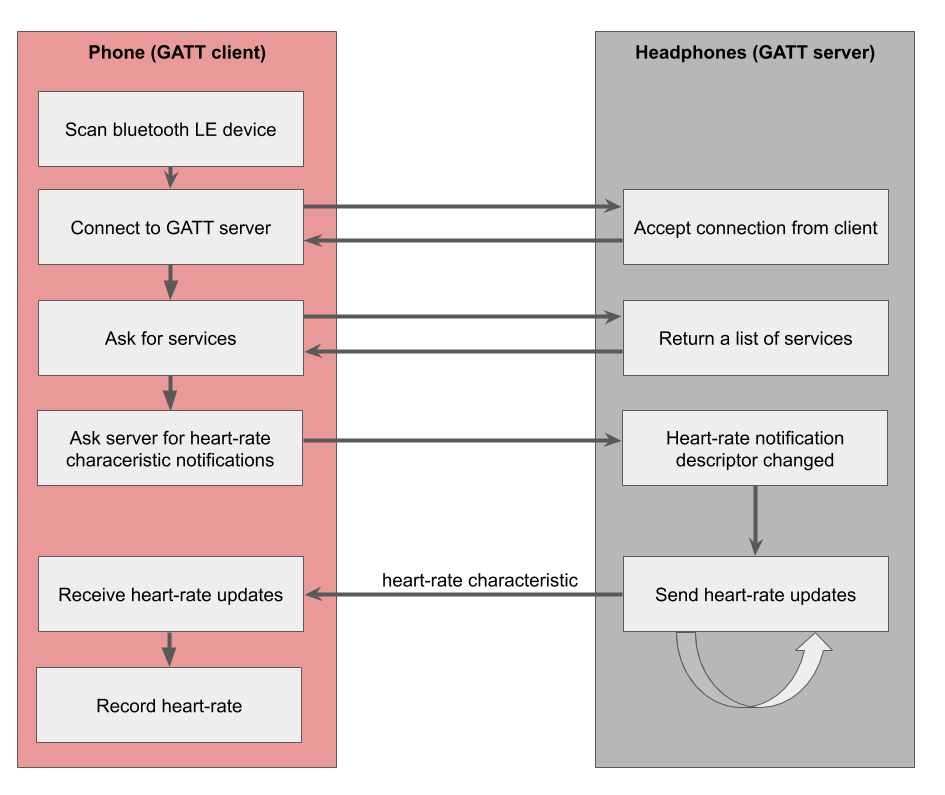 Phone (GATT client)
Headphones (GATT server)
Scan bluetooth LE device
Connect to GATT server
Accept connection from client
Ask for services
Return a list of services
Ask server for heart-rate
characeristic notifications
Heart-rate notification
descriptor changed
Receive heart-rate updates
heart-rate characteristic
Send heart-rate updates
Record heart-rate